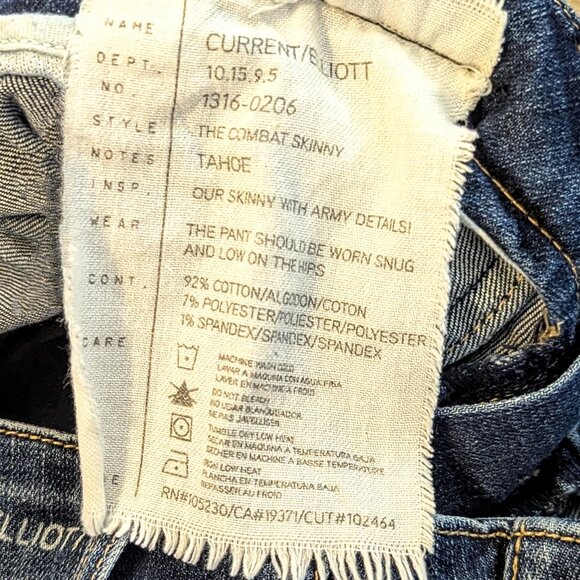 NAME CURRENT/ELLIOTT
DEPT. 10.15.9.5
NO. 1316-0206
STYLE THE COMBAT SKINNY
NOTES TAHOE
INSP. OUR SKINNY WITH ARMY DETAILS!
WEAR THE PANT SHOULD BE WORN SNUG
AND LOW ON THE HIPS
CONT. 92% COTTON/ALGODON/COTON
7% POLYESTER/POLIESTER/POLYESTER
1% SPANDEX/SPANDEX/SPANDEX
CARE MACHINE WASH COLD
LAVAR A MAQUINA CON AGUA FRIA
LAVER EN MACHINE A FROID
DO NOT BLEACH
NO USAR BLANQUEADOR
NE PAS JAVELLISER
TUMBLE DRY LOW HEAT
SECAR EN MAQUINA A TEMPERATURA BAJA
SECHER EN MACHINE A BASSE TEMPERATURE
IRON LOW HEAT
PLANCHA EN TEMPERATURA BAJA
REPASSER AU FROID
RN#105230/CA#19371/CUT#102464